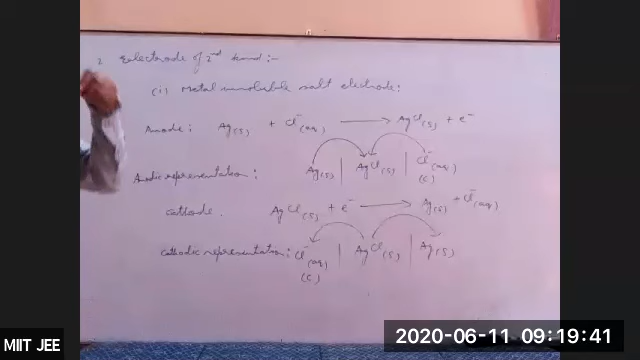 2 Electrode of 2nd kind :-
(i) Metal insoluble salt electrode :
Anode : Ag(s) + Cl⁻(aq) ⟶ AgCl(s) + e⁻
Anodic representation : Ag(s) | AgCl(s) | Cl⁻(aq)
(c)
cathode . AgCl(s) + e⁻ ⟶ Ag(s) + Cl⁻(aq)
cathodic representation : Cl⁻(aq) | AgCl(s) | Ag(s)
(c)
MIIT JEE
2020-06-11 09:19:41